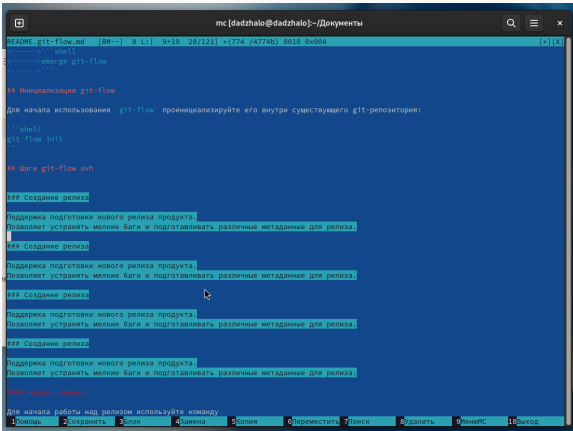 mc [dadzhalo@dadzhalo]:~/Документы
README.git-flow.md [BM--] 0 L:[ 9+19 28/121] *(774 /4774b) 0010 0x00A [*][X]
<------>```shell
<------>emerge git-flow
<------>```
## Инициализация git-flow
Для начала использования `git-flow` проинициализируйте его внутри существующего git-репозитория:
```shell
git flow init
```
## Шаги git-flow avh
### Создание релиза
Поддержка подготовки нового релиза продукта.
Позволяет устранять мелкие баги и подготавливать различные метаданные для релиза.
### Создание релиза
Поддержка подготовки нового релиза продукта.
Позволяет устранять мелкие баги и подготавливать различные метаданные для релиза.
### Создание релиза
Поддержка подготовки нового релиза продукта.
Позволяет устранять мелкие баги и подготавливать различные метаданные для релиза.
### Создание релиза
Поддержка подготовки нового релиза продукта.
Позволяет устранять мелкие баги и подготавливать различные метаданные для релиза.
#### Начало релиза
Для начала работы над релизом используйте команду
1Помощь 2Сохранить 3Блок 4Замена 5Копия 6Переместить 7Поиск 8Удалить 9МенюMC 10Выход